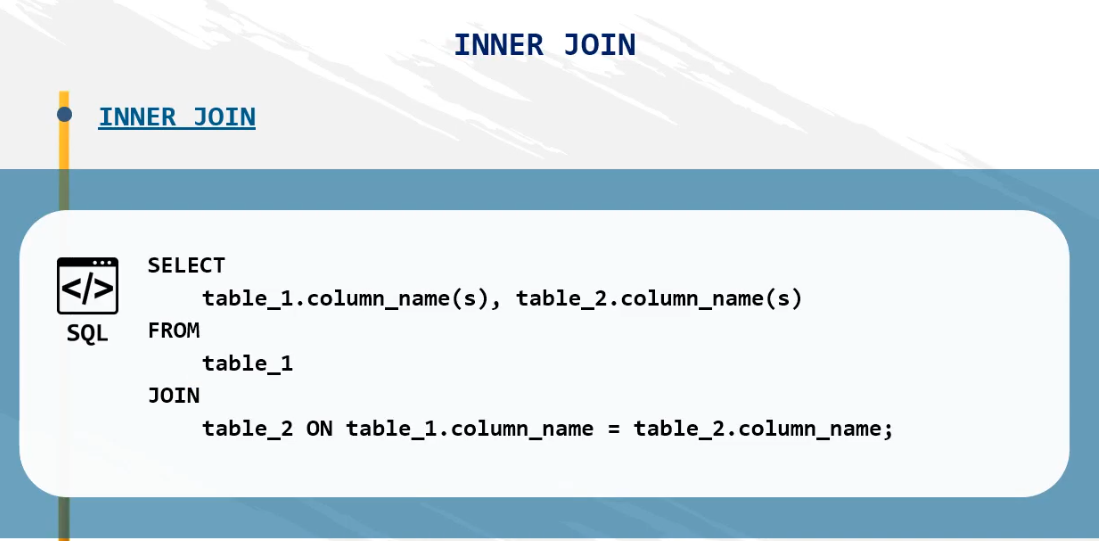 INNER JOIN
INNER JOIN
</>
SQL
SELECT
table_1.column_name(s), table_2.column_name(s)
FROM
table_1
JOIN
table_2 ON table_1.column_name = table_2.column_name;